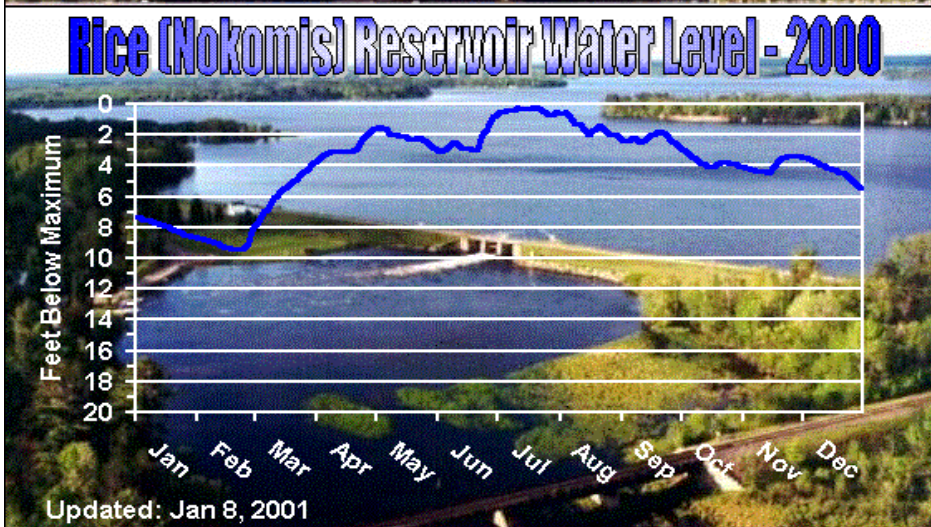 Rice (Nokomis) Reservoir Water Level - 2000
Feet Below Maximum
0
2
4
6
8
10
12
14
16
18
20
Jan Feb Mar Apr May Jun Jul Aug Sep Oct Nov Dec
Updated: Jan 8, 2001